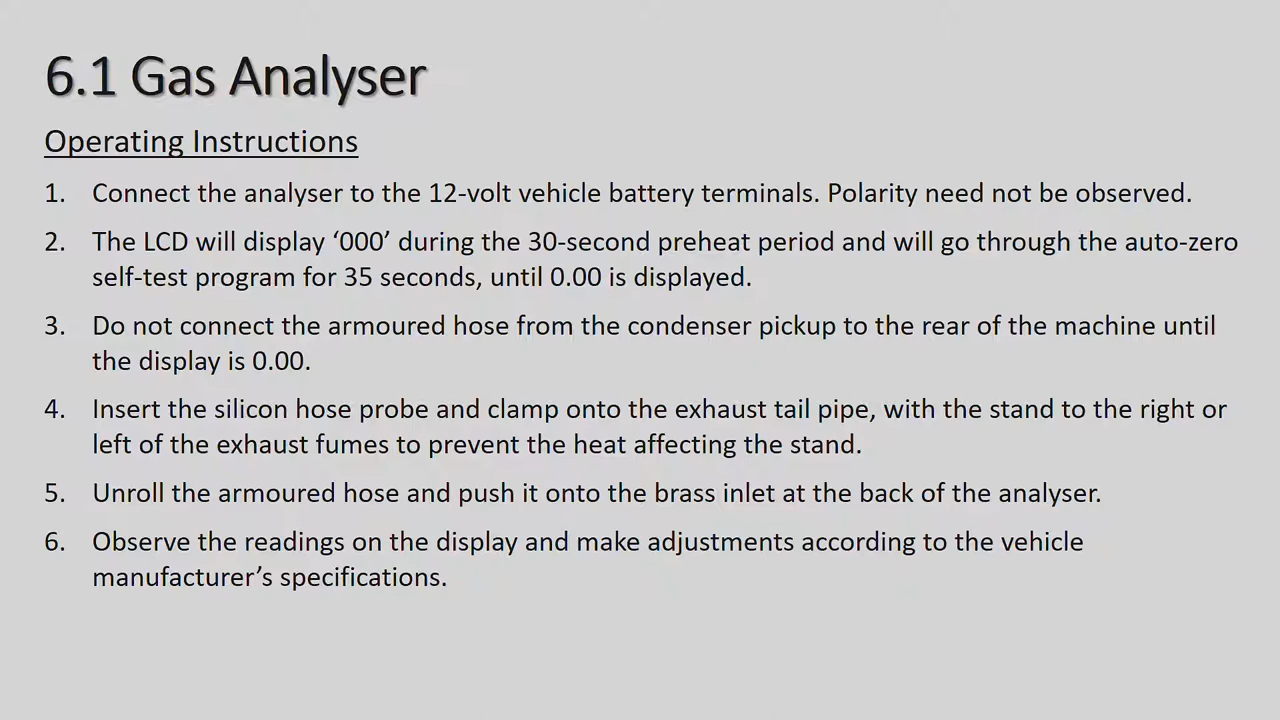 6.1 Gas Analyser
Operating Instructions
1. Connect the analyser to the 12-volt vehicle battery terminals. Polarity need not be observed.
2. The LCD will display ‘000’ during the 30-second preheat period and will go through the auto-zero
self-test program for 35 seconds, until 0.00 is displayed.
3. Do not connect the armoured hose from the condenser pickup to the rear of the machine until
the display is 0.00.
4. Insert the silicon hose probe and clamp onto the exhaust tail pipe, with the stand to the right or
left of the exhaust fumes to prevent the heat affecting the stand.
5. Unroll the armoured hose and push it onto the brass inlet at the back of the analyser.
6. Observe the readings on the display and make adjustments according to the vehicle
manufacturer’s specifications.